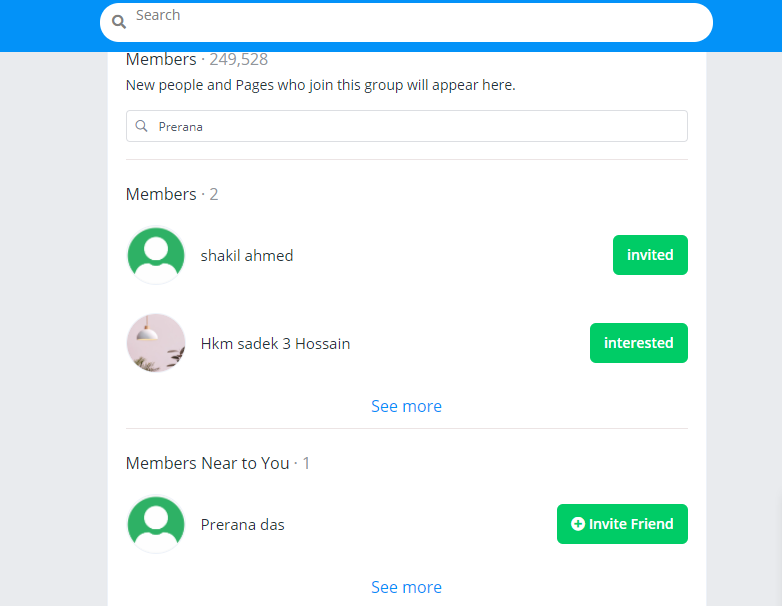 Search
Members · 249,528
New people and Pages who join this group will appear here.
Prerana
Members · 2
shakil ahmed
invited
Hkm sadek 3 Hossain
interested
See more
Members Near to You · 1
Prerana das
Invite Friend
See more